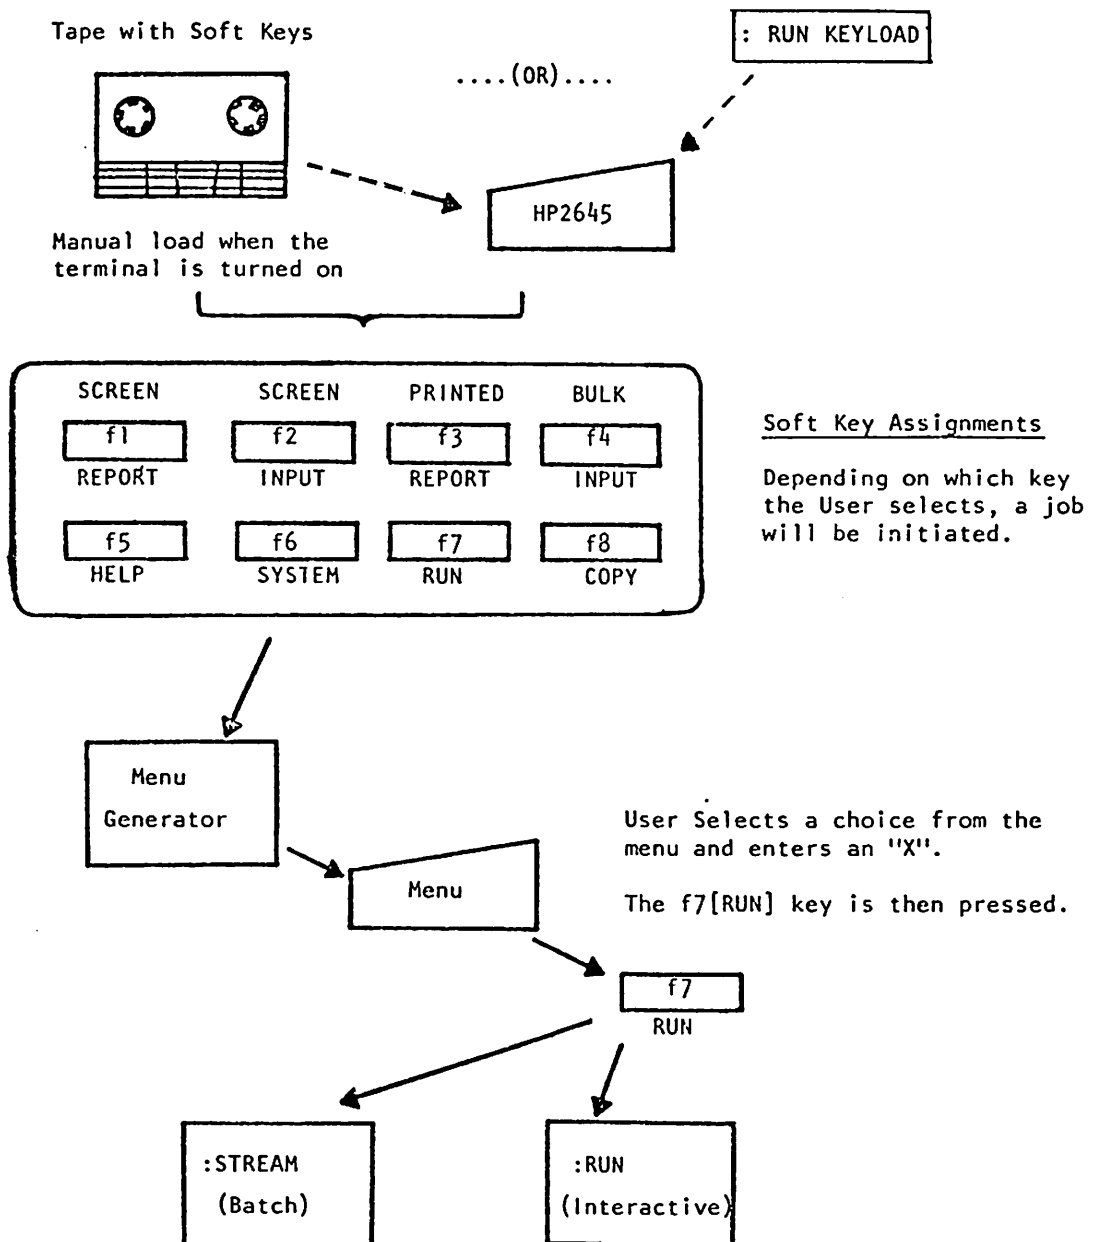 Tape with Soft Keys
: RUN KEYLOAD
....(OR)....
HP2645
Manual load when the
terminal is turned on
SCREEN SCREEN PRINTED BULK
f1 f2 f3 f4
REPORT INPUT REPORT INPUT
f5 f6 f7 f8
HELP SYSTEM RUN COPY
Soft Key Assignments
Depending on which key
the User selects, a job
will be initiated.
Menu
Generator
Menu
User Selects a choice from the
menu and enters an "X".
The f7[RUN] key is then pressed.
f7
RUN
:STREAM
(Batch)
:RUN
(Interactive)